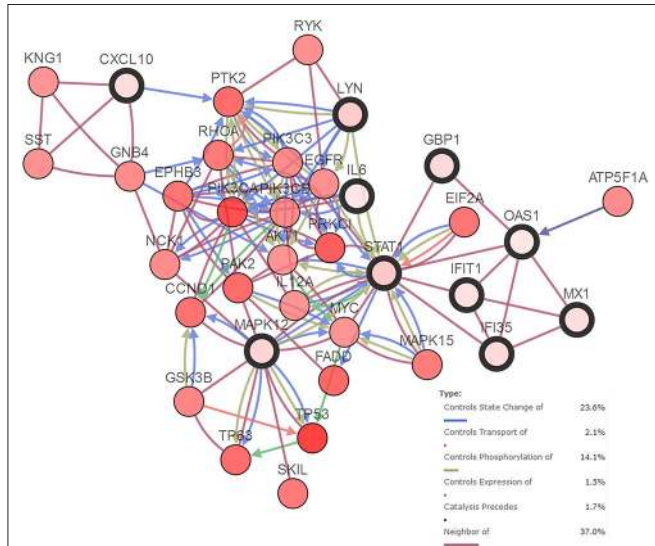 RYK
KNG1
CXCL10
PTK2
LYN
RHOA
PIK3C3
GBP1
SST
GNB4
EGFR
EPHB3
IL6
ATP5F1A
PIK3CA
PIK3CB
EIF2A
OAS1
PRKCI
NCK1
AKT1
STAT1
PAK2
IL12A
IFIT1
CCND1
MX1
MYC
MAPK12
IFI35
FADD
MAPK15
GSK3B
TP53
TP63
SKIL
Type:
Controls State Change of 23.6%
Controls Transport of 2.1%
Controls Phosphorylation of 14.1%
Controls Expression of 1.3%
Catalysis Precedes 1.7%
Neighbor of 37.0%